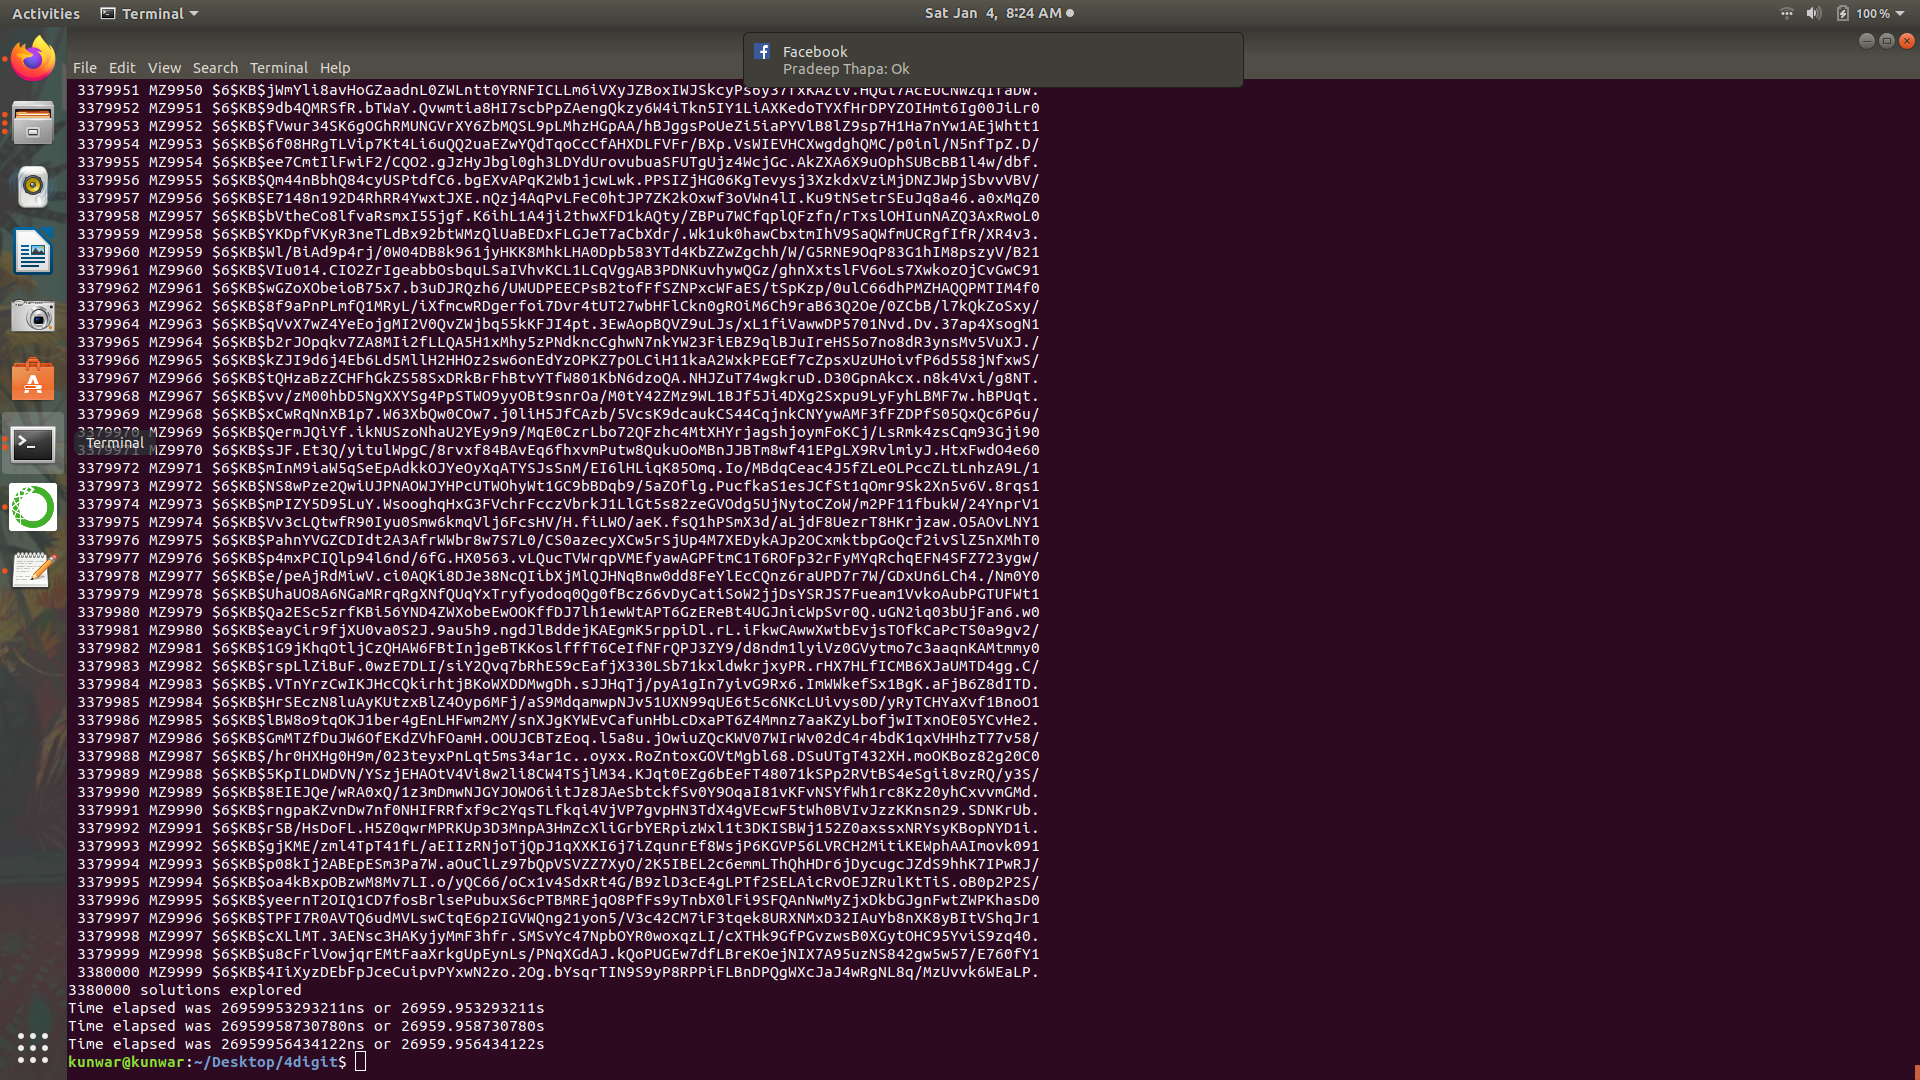 Activities
Terminal
Sat Jan 4, 8:24 AM
100 %
Facebook
Pradeep Thapa: Ok
File Edit View Search Terminal Help
3379951 MZ9950
3379952 MZ9951 $6$KB$9db4QMRSfR.bTWaY.Qvwmtia8HI7scbPpZAengQkzy6W4iTkn5IY1LiAXKedoTYXfHrDPYZOIHmt6Ig00JiLr0
3379953 MZ9952 $6$KB$fVwur34SK6gOGhRMUNGVrXY6ZbMQSL9pLMhzHGpAA/hBJggsPoUeZi5iaPYVlB8lZ9sp7H1Ha7nYw1AEjWhtt1
3379954 MZ9953 $6$KB$6f08HRgTLVip7Kt4Li6uQQ2uaEZwYQdTqoCcCfAHXDLFVFr/BXp.VsWIEVHCXwgdghQMC/p0inl/N5nfTpZ.D/
3379955 MZ9954 $6$KB$ee7CmtIlFwiF2/CQO2.gJzHyJbgl0gh3LDYdUrovubuaSFUTgUjz4WcjGc.AkZXA6X9uOphSUBcBB1l4w/dbf.
3379956 MZ9955 $6$KB$Qm44nBbhQ84cyUSPtdfC6.bgEXvAPqK2Wb1jcwLwk.PPSIZjHG06KgTevysj3XzkdxVziMjDNZJWpjSbvvVBV/
3379957 MZ9956 $6$KB$E7148n192D4RhRR4YwxtJXE.nQzj4AqPvLFeC0htJP7ZK2kOxwf3oVWn4lI.Ku9tNSetrSEuJq8a46.a0xMqZ0
3379958 MZ9957 $6$KB$bVtheCo8lfvaRsmxI55jgf.K6ihL1A4ji2thwXFD1kAQty/ZBPu7WCfqplQFzfn/rTxslOHIunNAZQ3AxRwoL0
3379959 MZ9958 $6$KB$YKDpfVKyR3neTLdBx92btWMzQlUaBEDxFLGJeT7aCbXdr/.Wk1uk0hawCbxtmIhV9SaQWfmUCRgfIfR/XR4v3.
3379960 MZ9959 $6$KB$Wl/BiAd9p4rj/0W04DB8k961jyHKK8MhkLHA0Dpb583YTd4KbZZwZgchh/W/G5RNE9OqP83G1hIM8pszyV/B21
3379961 MZ9960 $6$KB$VIu014.CIO2ZrIgeabbOsbquLSaIVhvKCL1LCqVggAB3PDNKuvhywQGz/ghnXxtslFV6oLs7XwkozOjCvGwC91
3379962 MZ9961 $6$KB$wGZoXObeioB75x7.b3uDJRQzh6/UWUDPEECPsB2tofFfSZNPxcWFaES/tSpKzp/0ulC66dhPMZHAQQPMTIM4f0
3379963 MZ9962 $6$KB$8f9aPnPLmfQ1MRyL/iXfmcwRDgerfoi7Dvr4tUT27wbHFlCkn0gROiM6Ch9raB63Q2Oe/0ZCbB/l7kQkZoSxy/
3379964 MZ9963 $6$KB$qVvX7wZ4YeEojgMI2V0QvZWjbq55kKFJI4pt.3EwAopBQVZ9uLJs/xL1fiVawwDP5701Nvd.Dv.37ap4XsogN1
3379965 MZ9964 $6$KB$b2rJOpqkv7ZA8MIi2fLLQA5H1xMhy5zPNdkncCghwN7nkYW23FiEBZ9qlBJuIreHS5o7no8dR3ynsMv5VuXJ./
3379966 MZ9965 $6$KB$kZJI9d6j4Eb6Ld5MllH2HHOz2sw6onEdYzOPKZ7pOLCiH11kaA2WxkPEGEf7cZpsxUzUHoivfP6d558jNfxwS/
3379967 MZ9966 $6$KB$tQHzaBzZCHFhGkZS58SxDRkBrFhBtvYTfW801KbN6dzoQA.NHJZuT74wgkruD.D30GpnAkcx.n8k4Vxi/g8NT.
3379968 MZ9967 $6$KB$vv/zM00hbD5NgXXYSg4PpSTWO9yyOBt9snrOa/M0tY42ZMz9WL1BJf5Ji4DXg2Sxpu9LyFyhLBMF7w.hBPUqt.
3379969 MZ9968 $6$KB$xCwRqNnXB1p7.W63XbQw0COw7.j0liH5JfCAzb/5VcsK9dcaukCS44CqjnkCNYywAMF3fFZDPfS05QxQc6P6u/
3379970 MZ9969 $6$KB$QermJQiYf.ikNUSzoNhaU2YEy9n9/MqE0CzrLbo72QFzhc4MtXHYrjagshjoymFoKCj/LsRmk4zsCqm93Gji90
Terminal
3379971 MZ9970 $6$KB$sJF.Et3Q/yitulWpgC/8rvxf84BAvEq6fhxvmPutw8QukuOoMBnJJBTm8wf41EPgLX9RvlmiyJ.HtxFwdO4e60
3379972 MZ9971 $6$KB$mInM9iaW5qSeEpAdkkOJYeOyXqATYSJsSnM/EI6lHLiqK85Omq.Io/MBdqCeac4J5fZLeOLPccZLtLnhzA9L/1
3379973 MZ9972 $6$KB$NS8wPze2QwiUJPNAOWJYHPcUTWOhyWt1GC9bBDqb9/5aZOflg.PucfkaS1esJCfSt1qOmr9Sk2Xn5v6V.8rqs1
3379974 MZ9973 $6$KB$mPIZY5D95LuY.WsooghqHxG3FVchrFcczVbrkJ1LlGt5s82zeGVOdg5UjNytoCZoW/m2PF11fbukW/24YnprV1
3379975 MZ9974 $6$KB$Vv3cLQtwfR90Iyu0Smw6kmqVlj6FcsHV/H.fiLWO/aeK.fsQ1hPSmX3d/aLjdF8UezrT8HKrjzaw.O5AOvLNY1
3379976 MZ9975 $6$KB$PahnYVGZCDIdt2A3AfrWWbr8w7S7L0/CS0azecyXCw5rSjUp4M7XEDykAJp2OCxmktbpGoQcf2ivSlZ5nXMhT0
3379977 MZ9976 $6$KB$p4mxPCIQlp94l6nd/6fG.HX0563.vLQucTVWrqpVMEfyawAGPFtmC1T6ROFp32rFyMYqRchqEFN4SFZ723ygw/
3379978 MZ9977 $6$KB$e/peAjRdMiwV.ci0AQKi8DJe38NcQIibXjMlQJHNqBnw0dd8FeYlEcCQnz6raUPD7r7W/GDxUn6LCh4./Nm0Y0
3379979 MZ9978 $6$KB$UhaUO8A6NGaMRrqRgXNfQUqYxTryfyodoq0Qg0fBcz66vDyCatiSoW2jjDsYSRJS7Fueam1VvkoAubPGTUFWt1
3379980 MZ9979 $6$KB$Qa2ESc5zrfKBi56YND4ZWXobeEwOOKffDJ7lh1ewWtAPT6GzEReBt4UGJnicWpSvr0Q.uGN2iq03bUjFan6.w0
3379981 MZ9980 $6$KB$eayCir9fjXU0va0S2J.9au5h9.ngdJlBddejKAEgmK5rppiDl.rL.iFkwCAwwXwtbEvjsTOfkCaPcTS0a9gv2/
3379982 MZ9981 $6$KB$1G9jKhqOtljCzQHAW6FBtInjgeBTKKoslfffT6CeIfNFrQPJ3ZY9/d8ndm1lyiVz0GVytmo7c3aaqnKAMtmmy0
3379983 MZ9982 $6$KB$rspLlZiBuF.0wzE7DLI/siY2Qvq7bRhE59cEafjX330LSb71kxldwkrjxyPR.rHX7HLfICMB6XJaUMTD4gg.C/
3379984 MZ9983 $6$KB$.VTnYrzCwIKJHcCQkirhtjBKoWXDDMwgDh.sJJHqTj/pyA1gIn7yivG9Rx6.ImWWkefSx1BgK.aFjB6Z8dITD.
3379985 MZ9984 $6$KB$HrSEczN8luAyKUtzxBlZ4Oyp6MFj/aS9MdqamwpNJv51UXN99qUE6t5c6NKcLUivys0D/yRyTCHYaXvf1BnoO1
3379986 MZ9985 $6$KB$lBW8o9tqOKJ1ber4gEnLHFwm2MY/snXJgKYWEvCafunHbLcDxaPT6Z4Mmnz7aaKZyLbofjwITxnOE05YCvHe2.
3379987 MZ9986 $6$KB$GmMTZfDuJW6OfEKdZVhFOamH.OOUJCBTzEoq.l5a8u.jOwiuZQcKWV07WIrWv02dC4r4bdK1qxVHHhzT77v58/
3379988 MZ9987 $6$KB$/hr0HXHg0H9m/023teyxPnLqt5ms34ar1c..oyxx.RoZntoxGOVtMgbl68.DSuUTgT432XH.moOKBoz82g20C0
3379989 MZ9988 $6$KB$5KpILDWDVN/YSzjEHAOtV4Vi8w2li8CW4TSjlM34.KJqt0EZg6bEeFT48071kSPp2RVtBS4eSgii8vzRQ/y3S/
3379990 MZ9989 $6$KB$8EIEJQe/wRA0xQ/1z3mDmwNJGYJOWO6iitJz8JAeSbtckfSv0Y9OqaI81vKFvNSYfWh1rc8Kz20yhCxvvmGMd.
3379991 MZ9990 $6$KB$rngpaKZvnDw7nf0NHIFRRfxf9c2YqsTLfkqi4VjVP7gvpHN3TdX4gVEcwF5tWh0BVIvJzzKKnsn29.SDNKrUb.
3379992 MZ9991 $6$KB$rSB/HsDoFL.H5Z0qwrMPRKUp3D3MnpA3HmZcXliGrbYERpizWxl1t3DKISBWj152Z0axssxNRYsyKBopNYD1i.
3379993 MZ9992 $6$KB$gjKME/zml4TpT41fL/aEIIzRNjoTjQpJ1qXXKI6j7iZqunrEf8WsjP6KGVP56LVRCH2MitiKEWphAAImovk091
3379994 MZ9993 $6$KB$p08kIj2ABEpESm3Pa7W.aOuClLz97bQpVSVZZ7XyO/2K5IBEL2c6emmLThQhHDr6jDycugcJZdS9hhK7IPwRJ/
3379995 MZ9994 $6$KB$oa4kBxpOBzwM8Mv7LI.o/yQC66/oCx1v4SdxRt4G/B9zlD3cE4gLPTf2SELAicRvOEJZRulKtTiS.oB0p2P2S/
3379996 MZ9995 $6$KB$yeernT2OIQ1CD7fosBrlsePubuxS6cPTBMREjqO8PfFs9yTnbX0lFi9SFQAnNwMyZjxDkbGJgnFwtZWPKhasD0
3379997 MZ9996 $6$KB$TPFI7R0AVTQ6udMVLswCtqE6p2IGVWQng21yon5/V3c42CM7iF3tqek8URXNMxD32IAuYb8nXK8yBItVShqJr1
3379998 MZ9997 $6$KB$cXLlMT.3AENsc3HAKyjyMmF3hfr.SMSvYc47NpbOYR0woxqzLI/cXTHk9GfPGvzwsB0XGytOHC95YviS9zq40.
3379999 MZ9998 $6$KB$u8cFrlVowjqrEMtFaaXrkgUpEynLs/PNqXGdAJ.kQoPUGEw7dfLBreKOejNIX7A95uzNS842gw5w57/E760fY1
3380000 MZ9999 $6$KB$4IiXyzDEbFpJceCuipvPYxwN2zo.2Og.bYsqrTIN9S9yP8RPPiFLBnDPQgWXcJaJ4wRgNL8q/MzUvvk6WEaLP.
3380000 solutions explored
Time elapsed was 26959953293211ns or 26959.953293211s
Time elapsed was 26959958730780ns or 26959.958730780s
Time elapsed was 26959956434122ns or 26959.956434122s
kunwar@kunwar:~/Desktop/4digit$